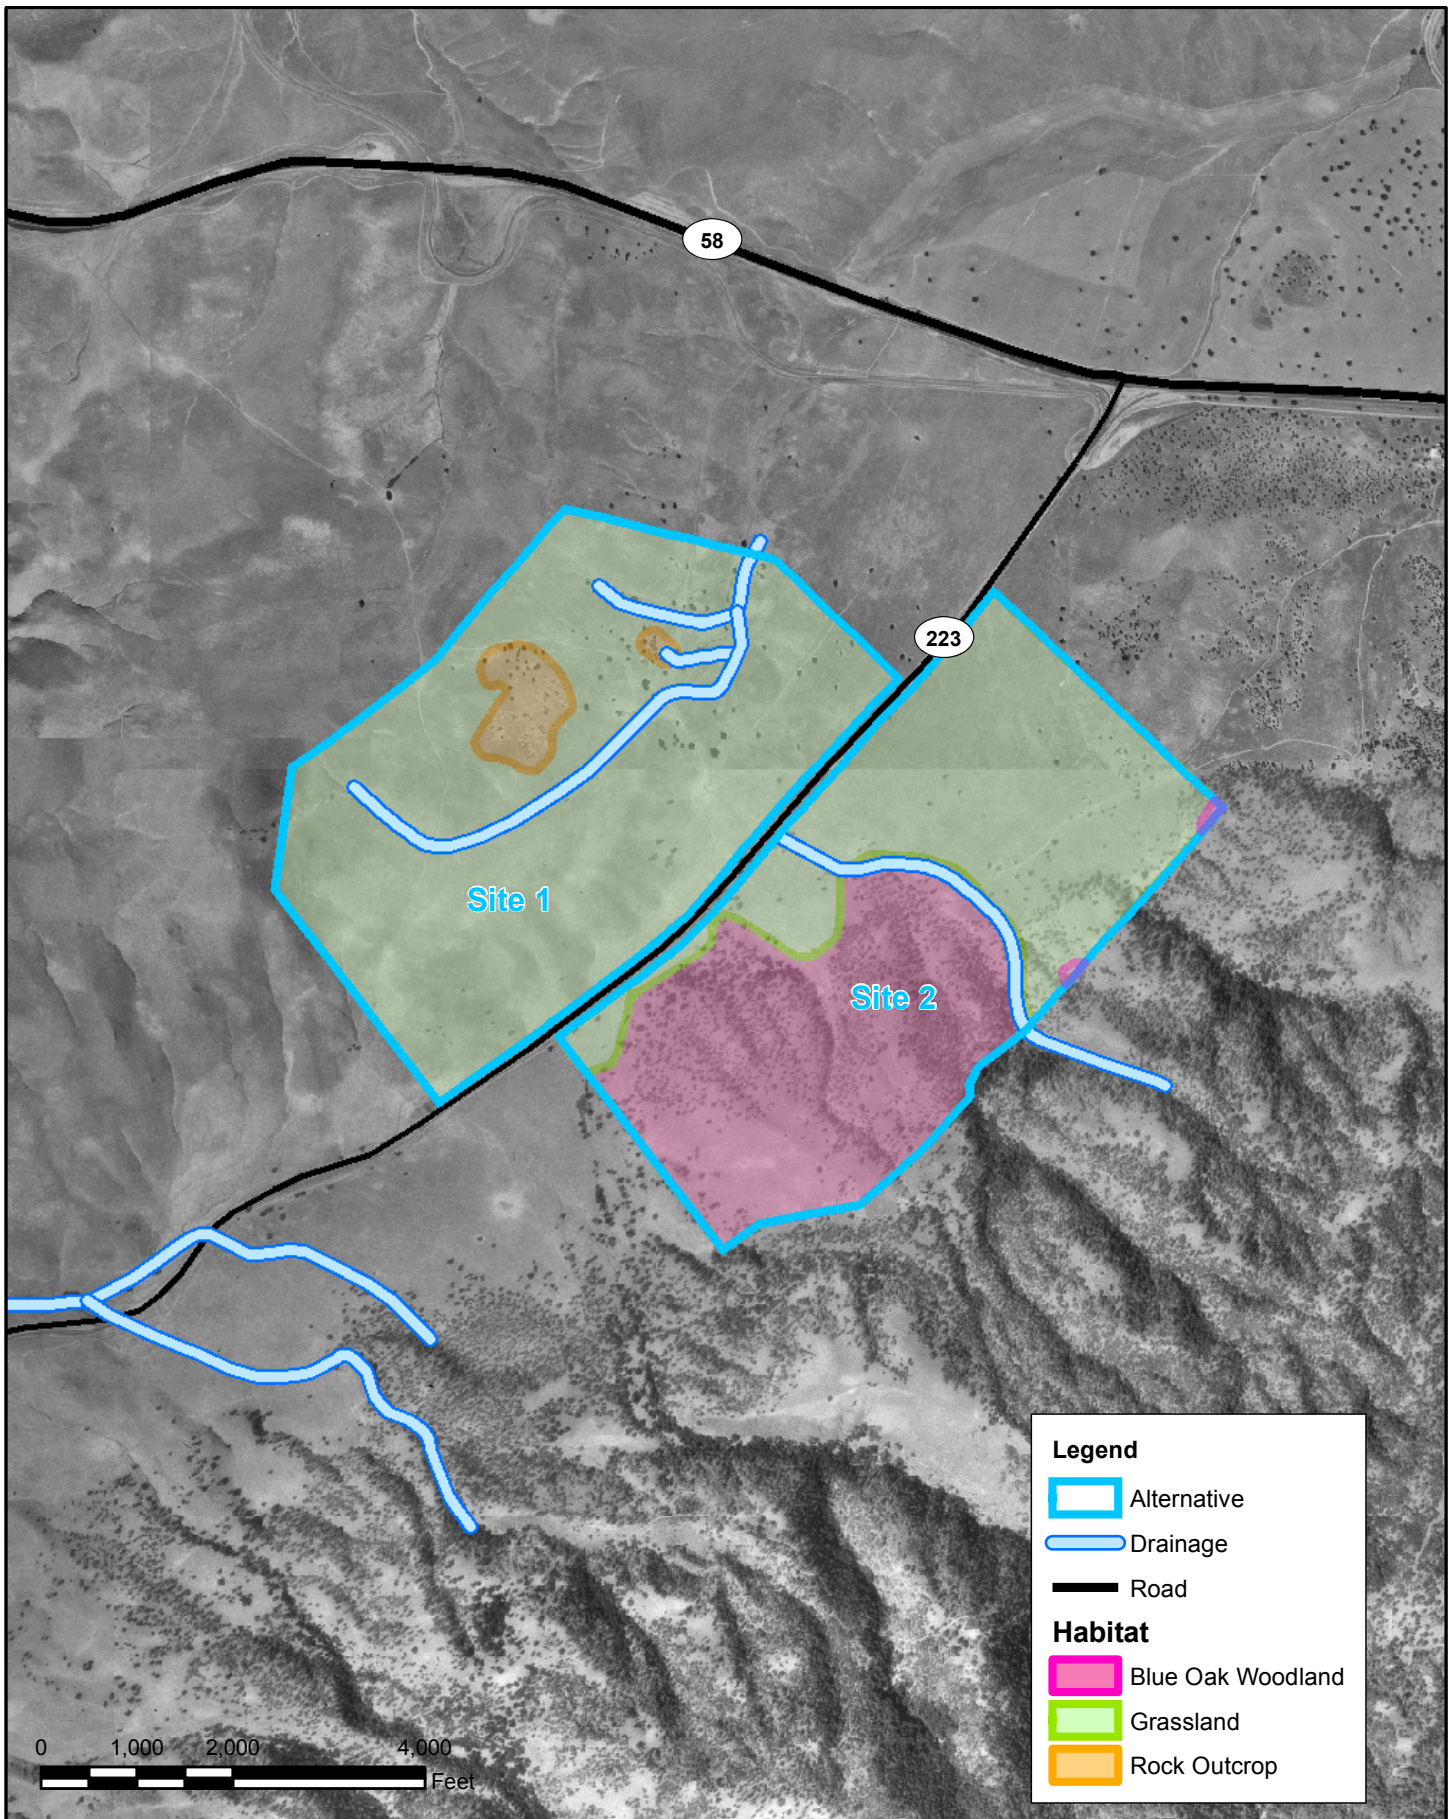 58
223
Site 1
Site 2
Legend
Alternative
Drainage
Road
Habitat
Blue Oak Woodland
Grassland
Rock Outcrop
0 1,000 2,000 4,000
Feet